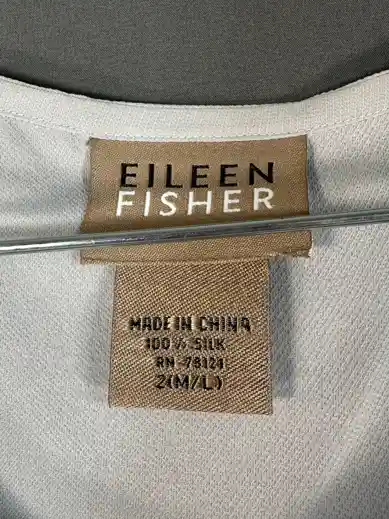 EILEEN
FISHER
MADE IN CHINA
100% SILK
RN-78121
2(M/L)